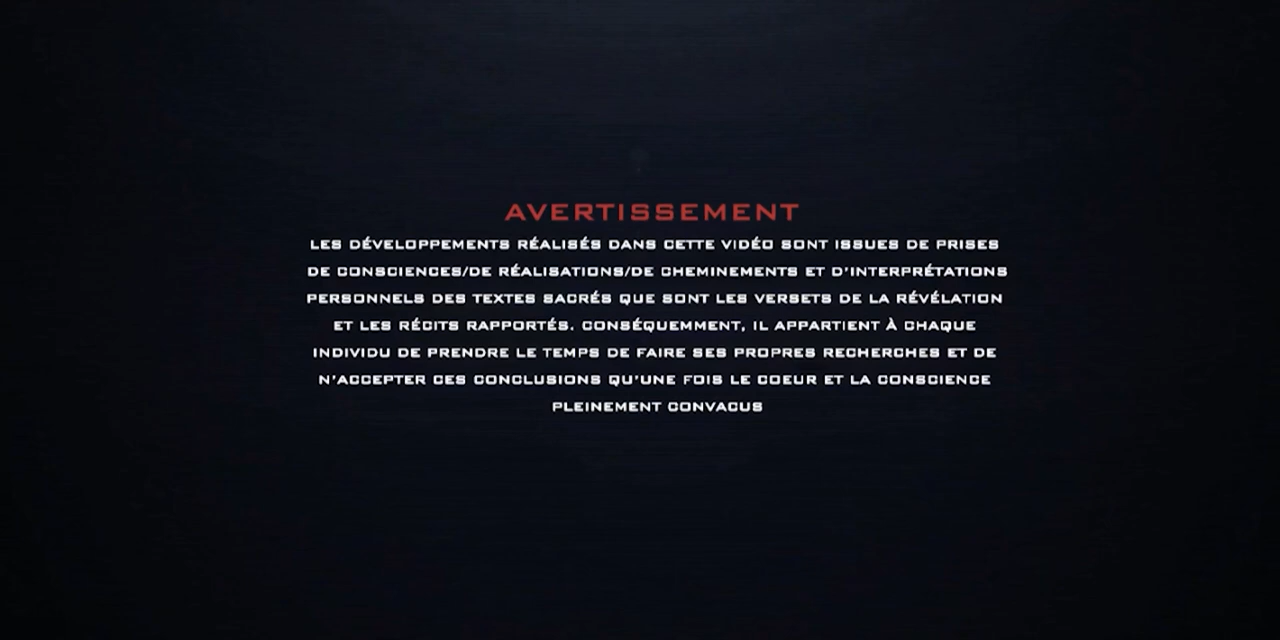 AVERTISSEMENT
LES DÉVELOPPEMENTS RÉALISÉS DANS CETTE VIDÉO SONT ISSUES DE PRISES
DE CONSCIENCES/DE RÉALISATIONS/DE CHEMINEMENTS ET D'INTERPRÉTATIONS
PERSONNELS DES TEXTES SACRÉS QUE SONT LES VERSETS DE LA RÉVÉLATION
ET LES RÉCITS RAPPORTÉS. CONSÉQUEMMENT, IL APPARTIENT À CHAQUE
INDIVIDU DE PRENDRE LE TEMPS DE FAIRE SES PROPRES RECHERCHES ET DE
N'ACCEPTER CES CONCLUSIONS QU'UNE FOIS LE COEUR ET LA CONSCIENCE
PLEINEMENT CONVACUS